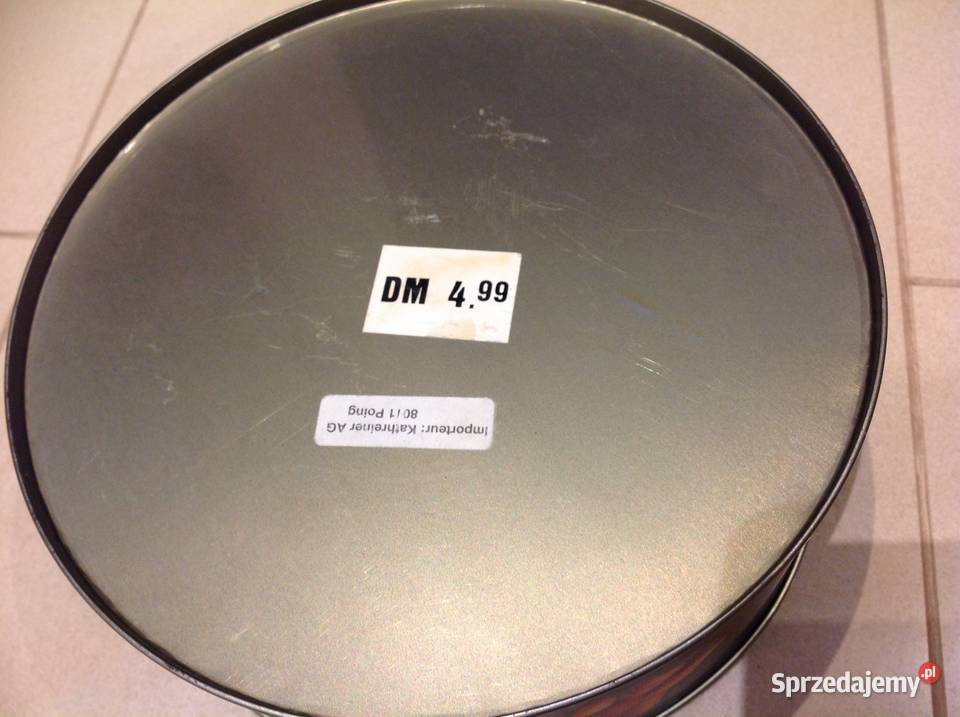 DM 4.99
Importeur: Kathreiner AG
8011 Poing
Sprzedajemy.pl